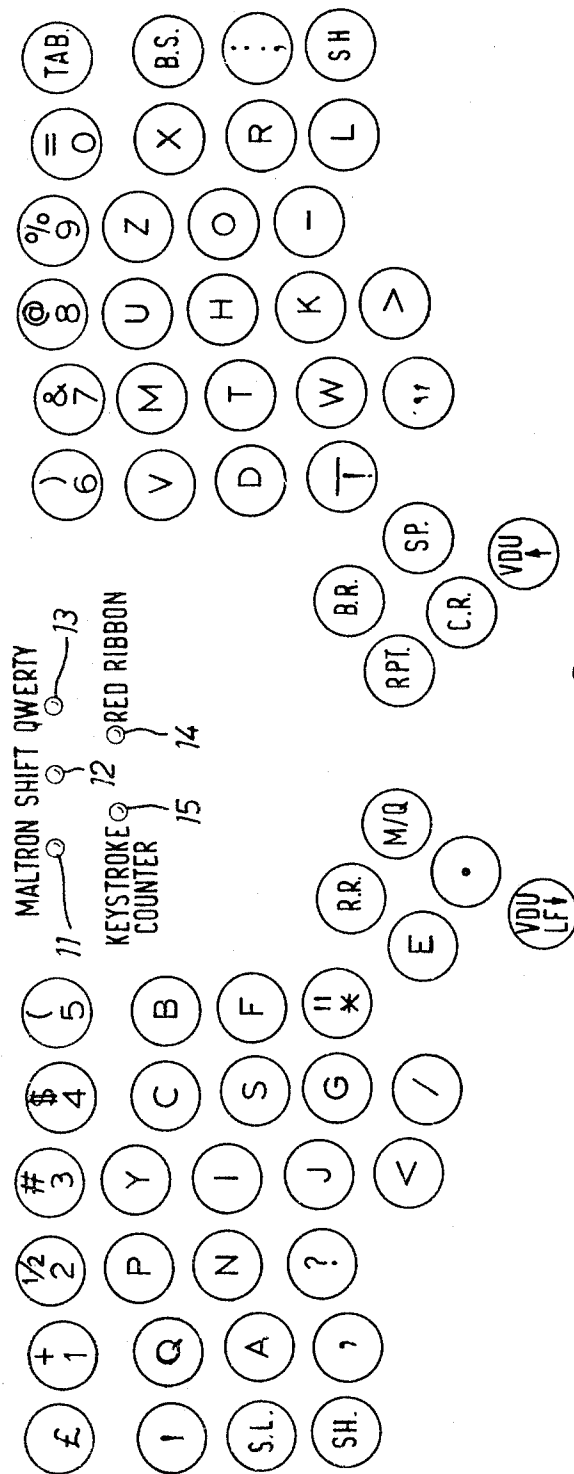 MALTRON SHIFT QWERTY
11
12
13
KEYSTROKE COUNTER
15
14
RED RIBBON
£ + 1 ½ 2 # 3 $ 4 ( 5 ) 6 & 7 @ 8 % 9 = 0 TAB.
Q P Y C B V M U Z X B.S.
S.L. A N I S F D T H O R : ;
SH. , ? J G " * W K - L SH
< / >
R.R. M/Q B.R. SP.
E . RPT. C.R.
VDU LF↓ VDU ↑